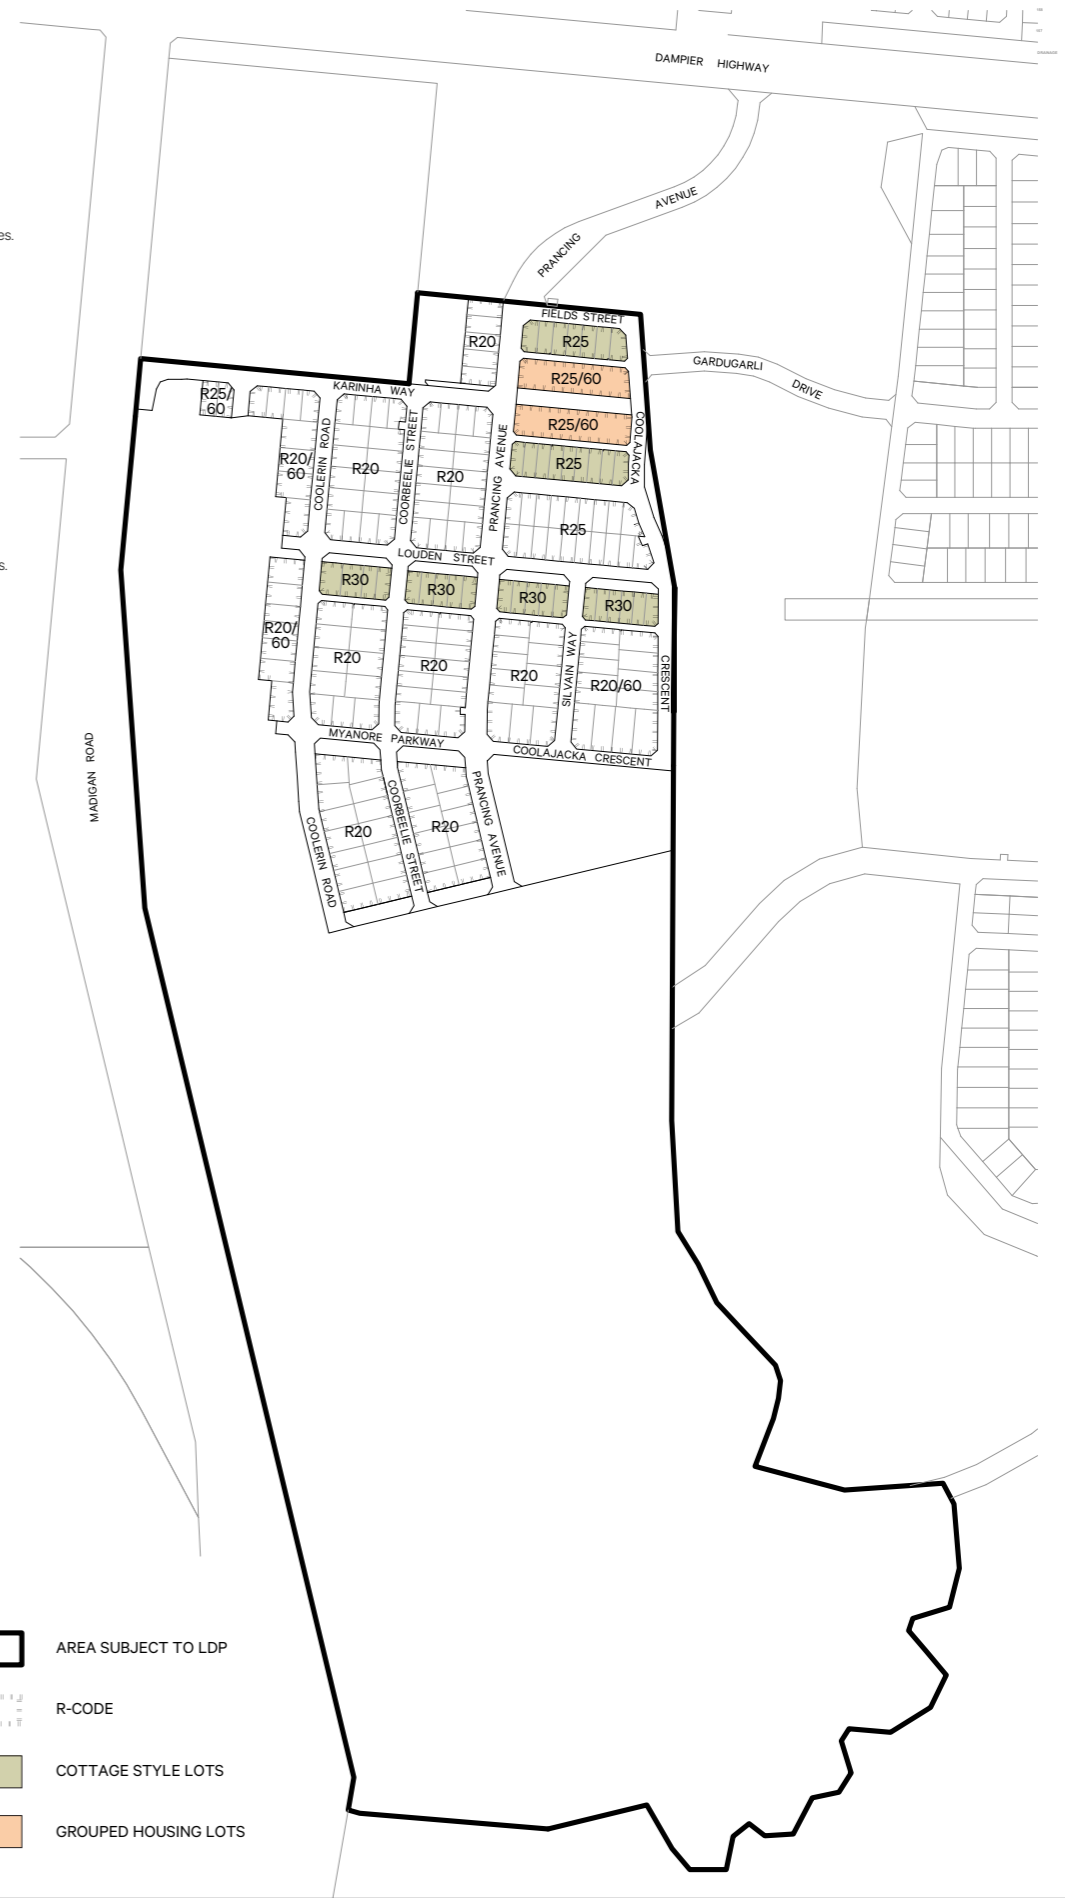 DAMPIER HIGHWAY
AVENUE
PRANCING
es.
FIELDS STREET
R20
R25
GARDUGARLI
DRIVE
R25/60
KARINHA WAY
R25/
60
R25/60
COOLAJACKA
R20/
60
COOLERIN ROAD
R20
COORBEELIE STREET
R20
PRANCING AVENUE
R25
R25
s.
LOUDEN STREET
R30
R30
R30
R30
R20/
60
R20
R20
R20
SILVAIN WAY
R20/60
CRESCENT
MYANORE PARKWAY
COOLAJACKA CRESCENT
MADIGAN ROAD
COOLERIN ROAD
R20
COORBEELIE STREET
R20
PRANCING AVENUE
AREA SUBJECT TO LDP
R-CODE
COTTAGE STYLE LOTS
GROUPED HOUSING LOTS